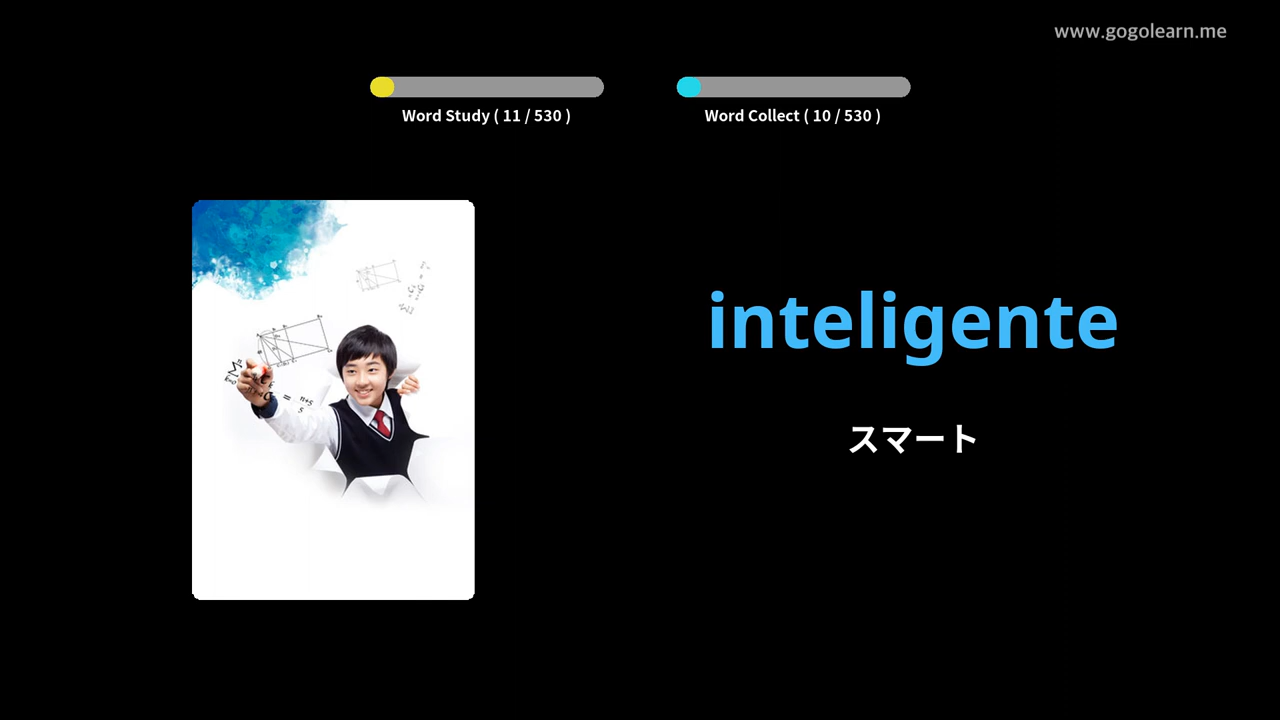 www.gogolearn.me
Word Study ( 11 / 530 )
Word Collect ( 10 / 530 )
inteligente
スマート